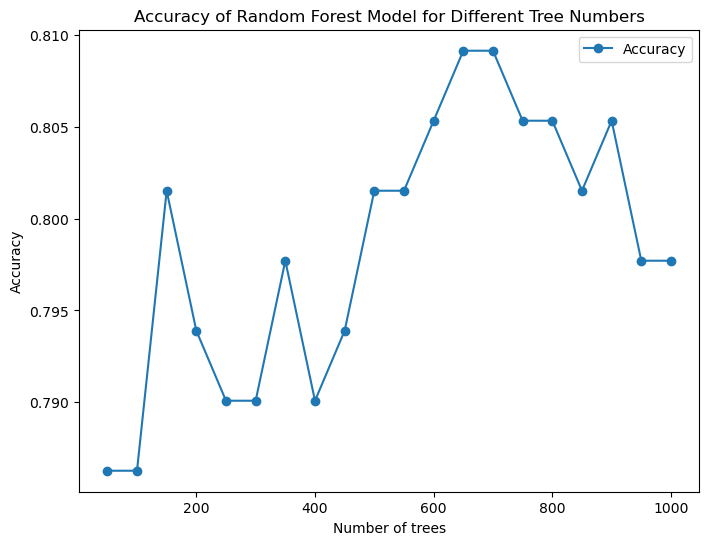 Accuracy of Random Forest Model for Different Tree Numbers
Accuracy
0.810
0.805
0.800
0.795
0.790
Accuracy
200
400
600
800
1000
Number of trees